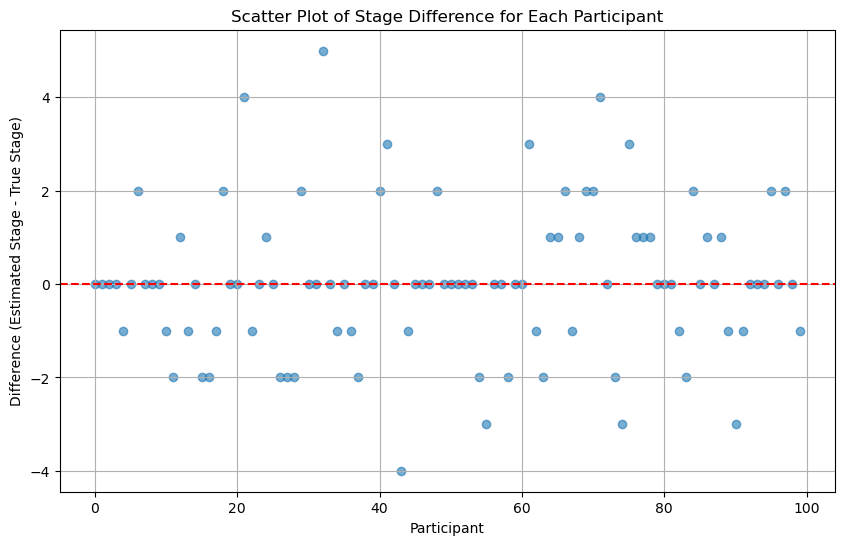 Scatter Plot of Stage Difference for Each Participant
Difference (Estimated Stage - True Stage)
4
2
0
−2
−4
0 20 40 60 80 100
Participant